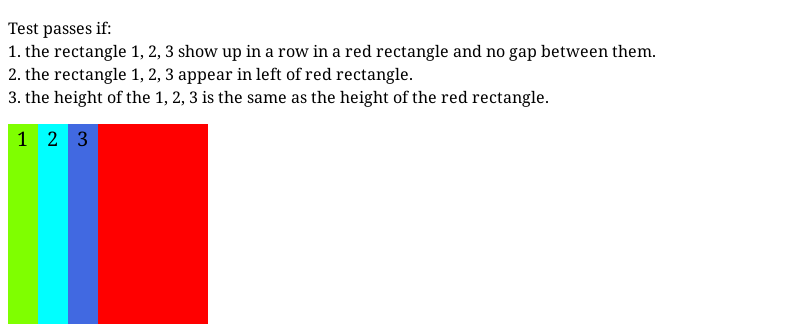 Test passes if:
1. the rectangle 1, 2, 3 show up in a row in a red rectangle and no gap between them.
2. the rectangle 1, 2, 3 appear in left of red rectangle.
3. the height of the 1, 2, 3 is the same as the height of the red rectangle.
1 2 3